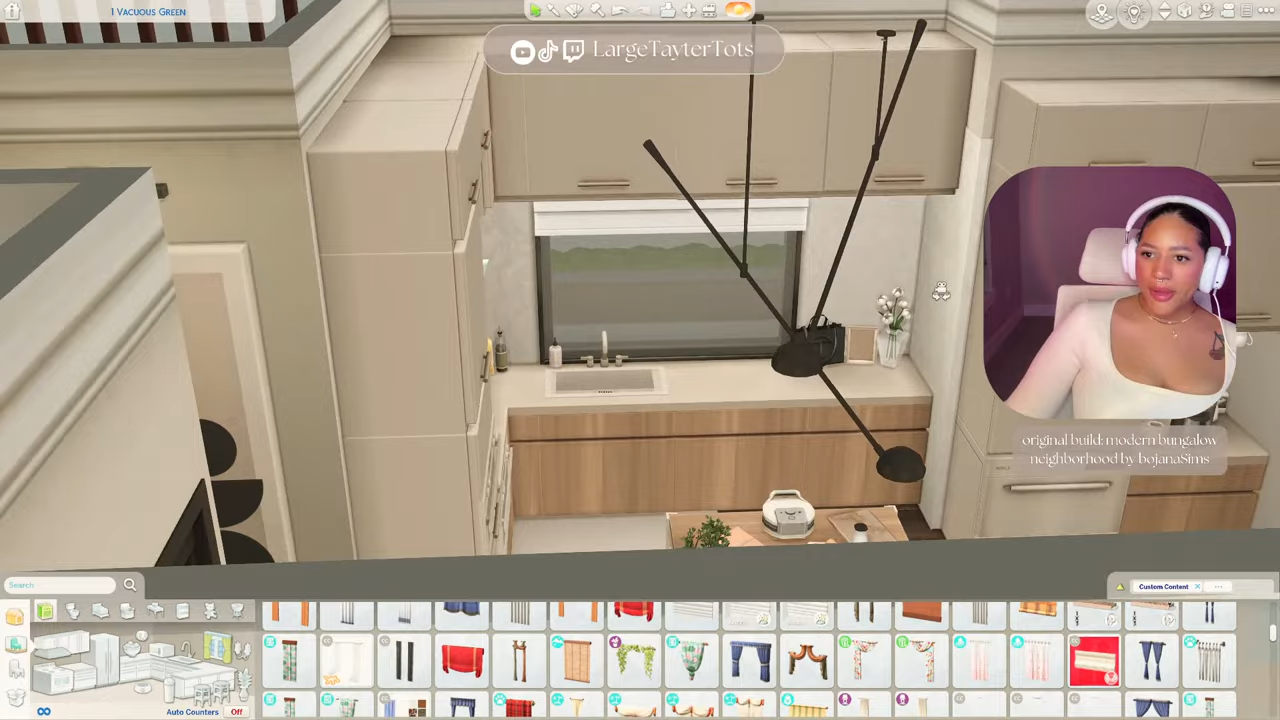 1 VACUOUS GREEN
LargeTayterTots
original build: modern bungalow
neighborhood by bojanaSims
Search
Custom Content
Auto Counters Off